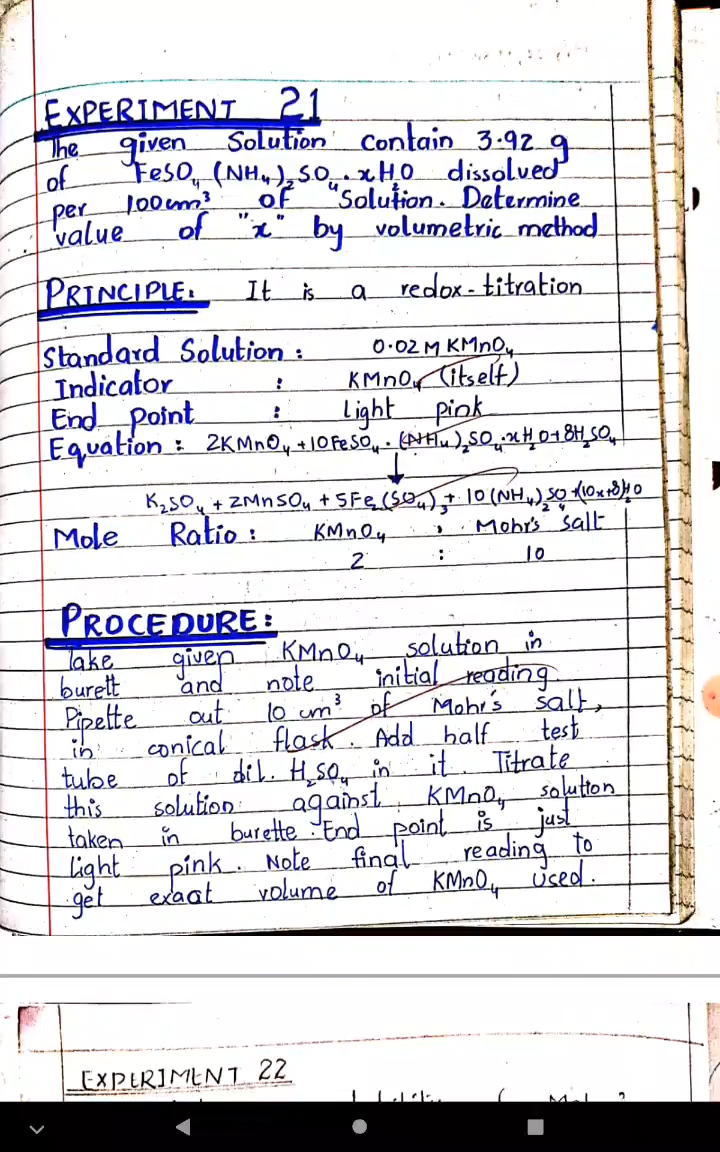 EXPERIMENT 21
The given Solution contain 3.92 g
of FeSO₄ (NH₄)₂SO₄.xH₂O dissolved
per 100cm³ of Solution. Determine
value of "x" by volumetric method
PRINCIPLE: It is a redox-titration
Standard Solution : 0.02 M KMnO₄
Indicator : KMnO₄ (itself)
End Point : Light pink
Equation : 2KMnO₄ + 10FeSO₄.(NH₄)₂SO₄.xH₂O + 8H₂SO₄
↓
K₂SO₄ + 2MnSO₄ + 5Fe₂(SO₄)₃ + 10(NH₄)₂SO₄ + (10x+8)H₂O
Mole Ratio : KMnO₄ : Mohr's salt
2 : 10
PROCEDURE:
Take given KMnO₄ solution in
burett and note initial reading.
Pipette out 10 cm³ of Mohr's salt,
in conical flask. Add half test
tube of dil. H₂SO₄ in it. Titrate
this solution against KMnO₄ solution
taken in burette. End point is just
light pink. Note final reading to
get exaat volume of KMnO₄ used.
EXPERIMENT 22